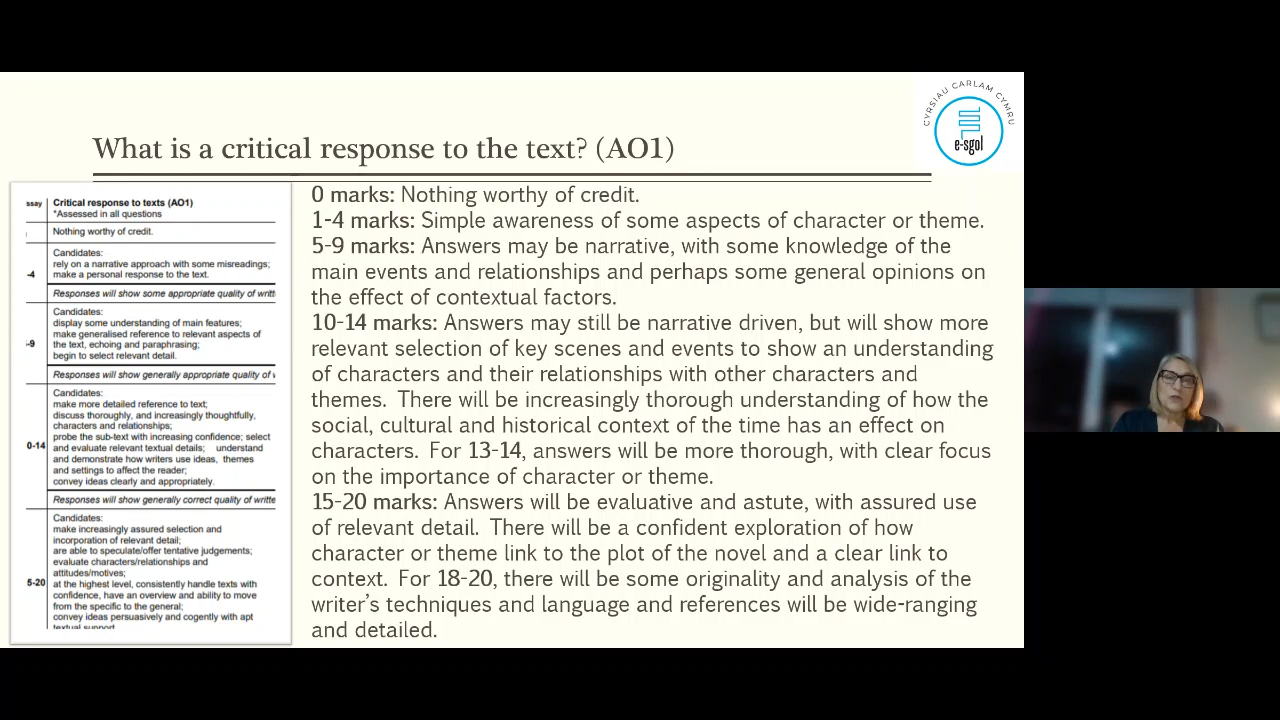 CYRSIAU CARLAM CYMRU
e-sgol
What is a critical response to the text? (AO1)
ssay
Critical response to texts (AO1)
*Assessed in all questions
Nothing worthy of credit.
Candidates:
rely on a narrative approach with some misreadings;
-4
make a personal response to the text.
Responses will show some appropriate quality of writt
Candidates:
display some understanding of main features;
make generalised reference to relevant aspects of
-9
the text, echoing and paraphrasing;
begin to select relevant detail.
Responses will show generally appropriate quality of
Candidates:
make more detailed reference to text;
discuss thoroughly, and increasingly thoughtfully,
characters and relationships;
probe the sub-text with increasing confidence; select
0-14
and evaluate relevant textual details; understand
and demonstrate how writers use ideas, themes
and settings to affect the reader;
convey ideas clearly and appropriately.
Responses will show generally correct quality of writte
Candidates:
make increasingly assured selection and
incorporation of relevant detail;
are able to speculate/offer tentative judgements;
evaluate characters/relationships and
attitudes/motives;
5-20
at the highest level, consistently handle texts with
confidence, have an overview and ability to move
from the specific to the general;
convey ideas persuasively and cogently with apt
textual support
0 marks: Nothing worthy of credit.
1-4 marks: Simple awareness of some aspects of character or theme.
5-9 marks: Answers may be narrative, with some knowledge of the
main events and relationships and perhaps some general opinions on
the effect of contextual factors.
10-14 marks: Answers may still be narrative driven, but will show more
relevant selection of key scenes and events to show an understanding
of characters and their relationships with other characters and
themes. There will be increasingly thorough understanding of how the
social, cultural and historical context of the time has an effect on
characters. For 13-14, answers will be more thorough, with clear focus
on the importance of character or theme.
15-20 marks: Answers will be evaluative and astute, with assured use
of relevant detail. There will be a confident exploration of how
character or theme link to the plot of the novel and a clear link to
context. For 18-20, there will be some originality and analysis of the
writer's techniques and language and references will be wide-ranging
and detailed.